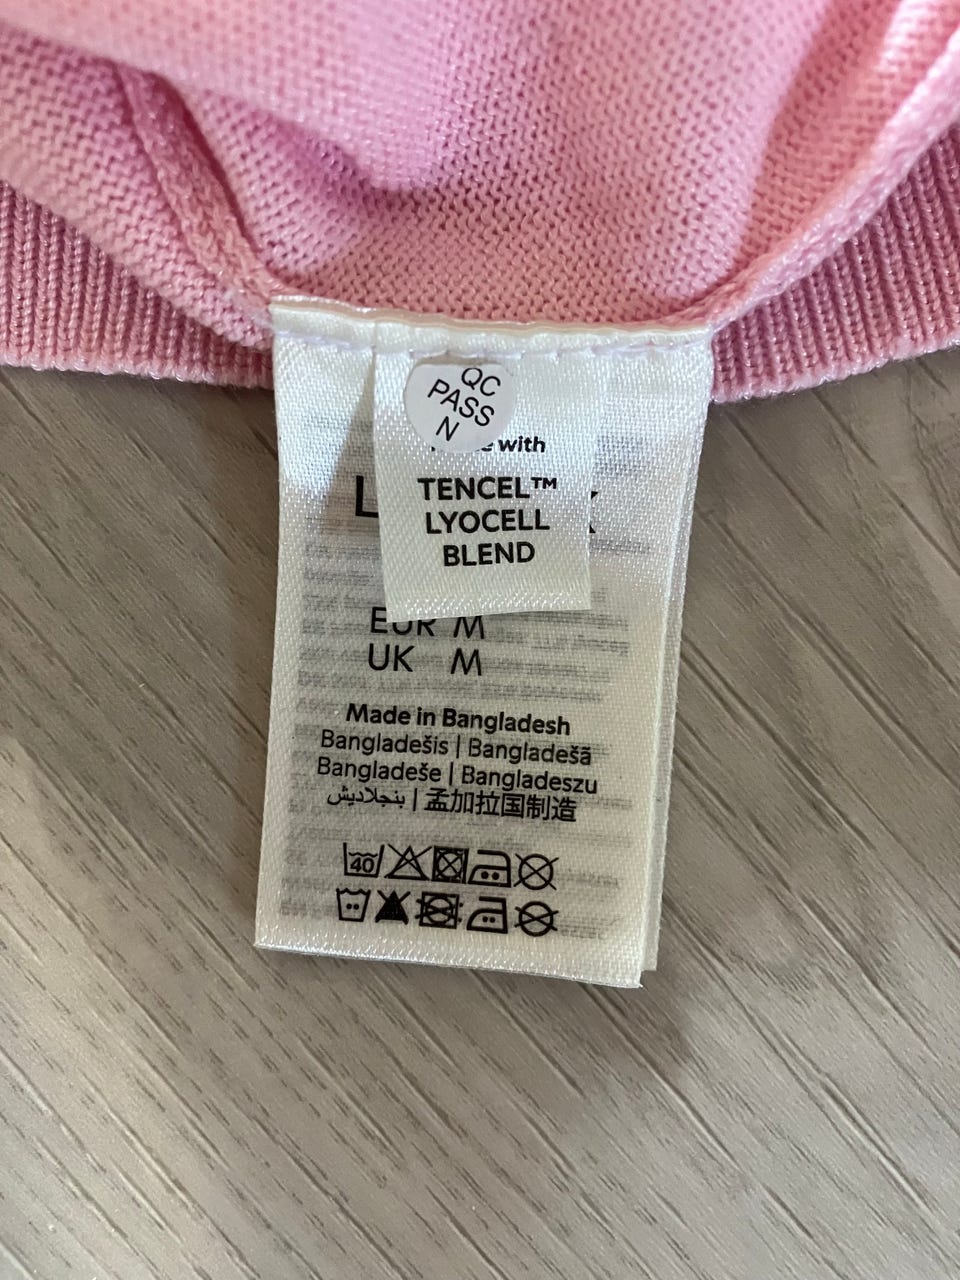 QC
PASS
N
with
TENCEL™
LYOCELL
BLEND
EUR M
UK M
Made in Bangladesh
Bangladešis | Bangladešā
Bangladeše | Bangladeszu
بنجلاديش | 孟加拉国制造
40